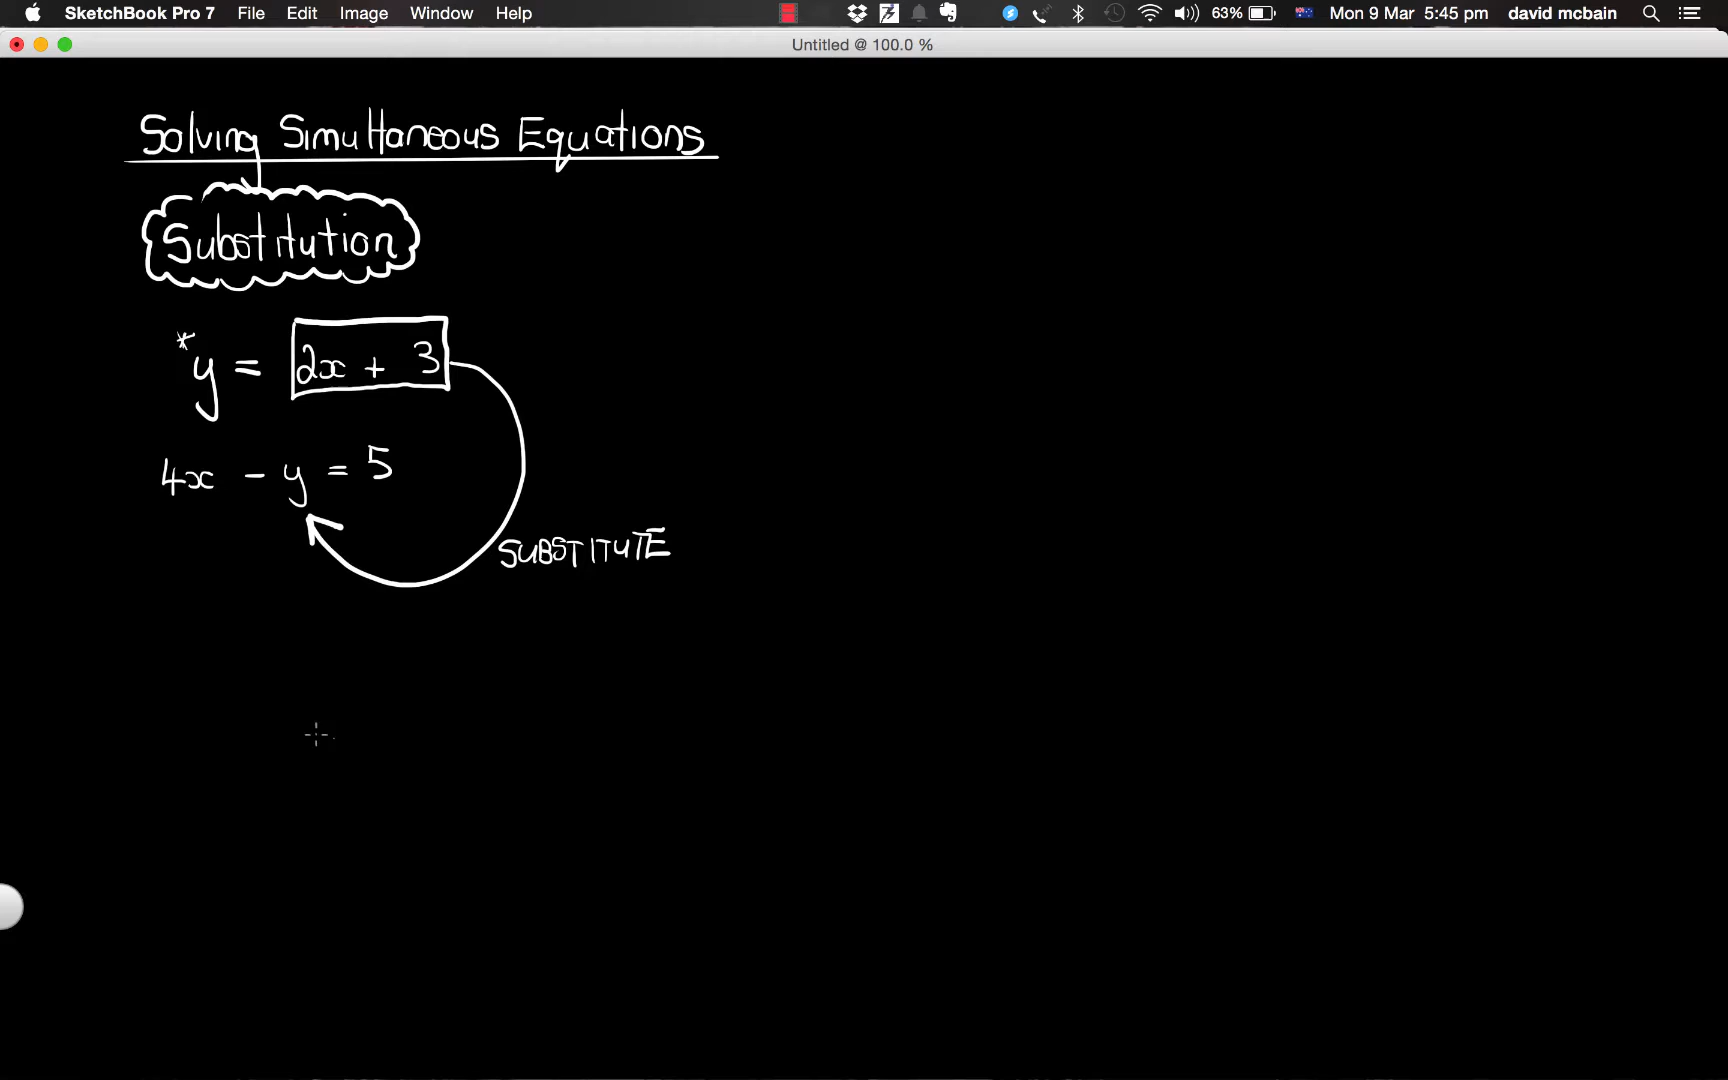 SketchBook Pro 7 File Edit Image Window Help 63% Mon 9 Mar 5:45 pm david mcbain
Untitled @ 100.0 %
Solving Simultaneous Equations
Substitution
*y = 2x + 3
4x - y = 5
SUBSTITUTE